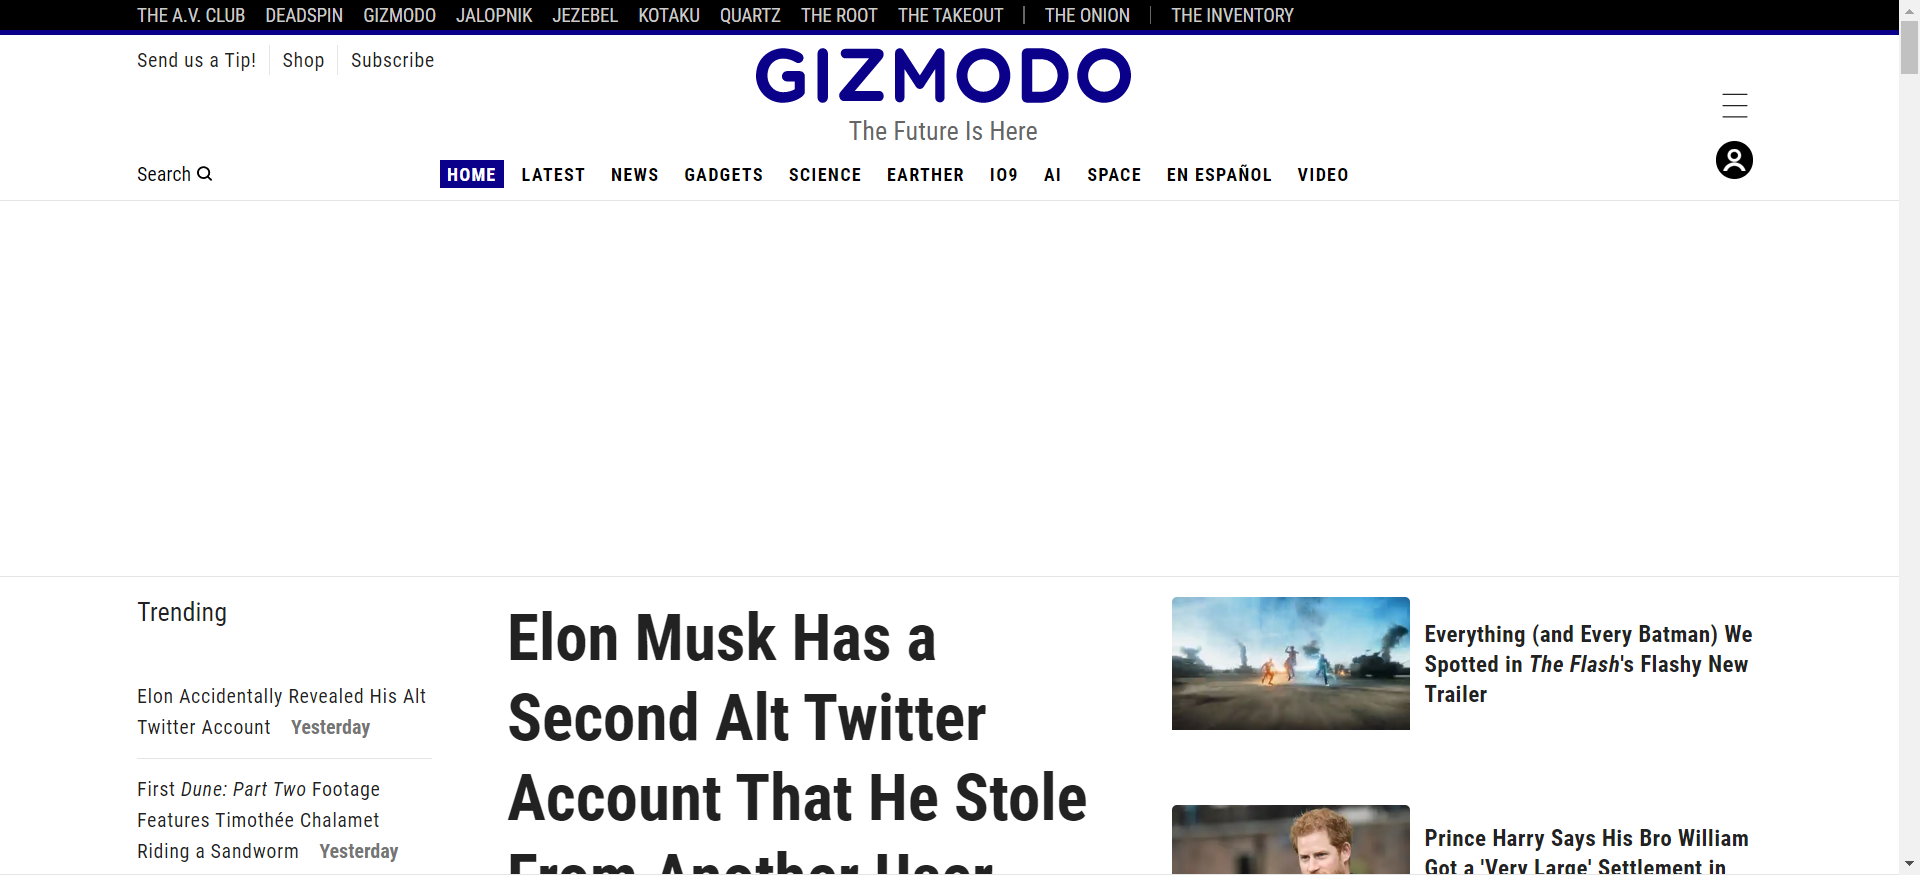 THE A.V. CLUB DEADSPIN GIZMODO JALOPNIK JEZEBEL KOTAKU QUARTZ THE ROOT THE TAKEOUT | THE ONION | THE INVENTORY
Send us a Tip! Shop Subscribe
GIZMODO
The Future Is Here
Search
HOME LATEST NEWS GADGETS SCIENCE EARTHER IO9 AI SPACE EN ESPAÑOL VIDEO
Trending
Elon Accidentally Revealed His Alt
Twitter Account Yesterday
First Dune: Part Two Footage
Features Timothée Chalamet
Riding a Sandworm Yesterday
Elon Musk Has a
Second Alt Twitter
Account That He Stole
From Another User
Everything (and Every Batman) We
Spotted in The Flash's Flashy New
Trailer
Prince Harry Says His Bro William
Got a 'Very Large' Settlement in